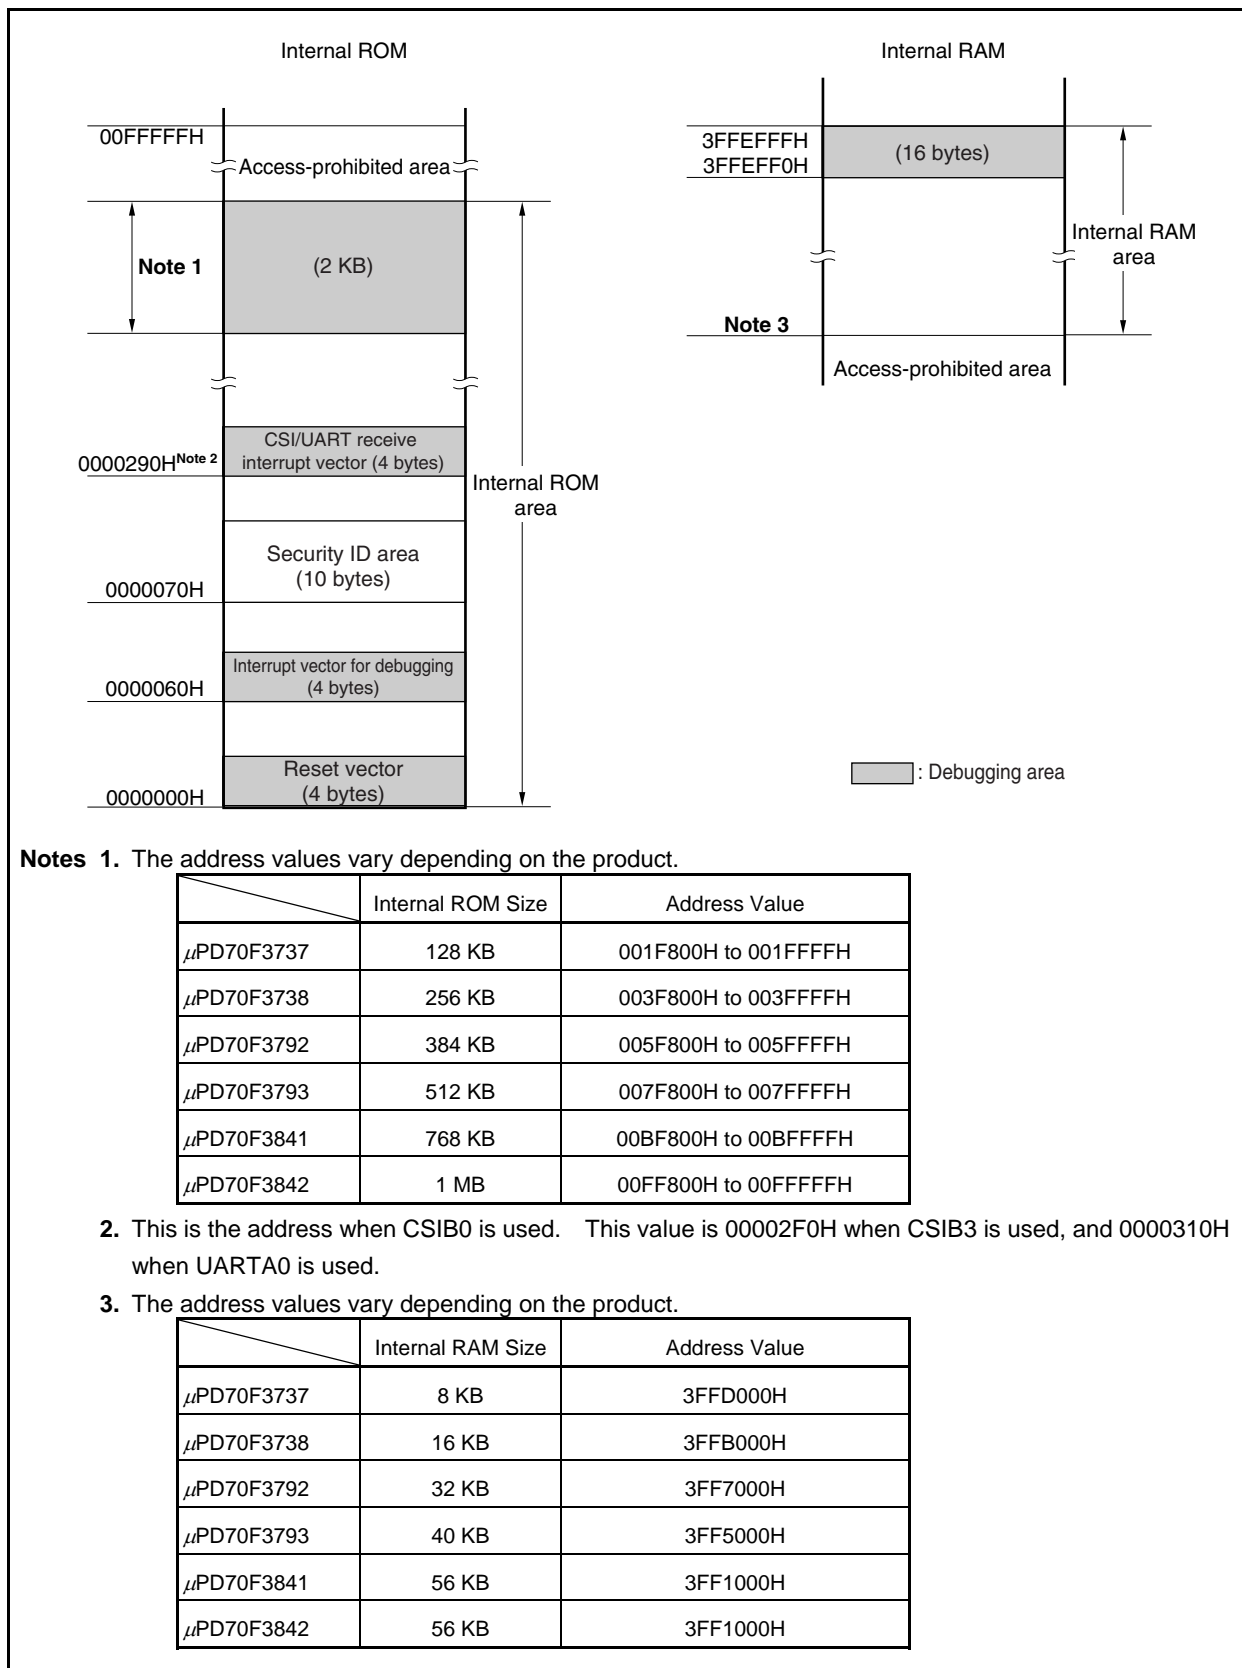 Internal ROM
00FFFFFH
Access-prohibited area
Note 1
(2 KB)
0000290H Note 2
CSI/UART receive
interrupt vector (4 bytes)
Internal ROM
area
Security ID area
(10 bytes)
0000070H
Interrupt vector for debugging
(4 bytes)
0000060H
Reset vector
(4 bytes)
0000000H
Internal RAM
3FFEFFFH
3FFEFF0H
(16 bytes)
Internal RAM
area
Note 3
Access-prohibited area
: Debugging area
Notes 1. The address values vary depending on the product.
Internal ROM Size Address Value
μPD70F3737 128 KB 001F800H to 001FFFFH
μPD70F3738 256 KB 003F800H to 003FFFFH
μPD70F3792 384 KB 005F800H to 005FFFFH
μPD70F3793 512 KB 007F800H to 007FFFFH
μPD70F3841 768 KB 00BF800H to 00BFFFFH
μPD70F3842 1 MB 00FF800H to 00FFFFFH
2. This is the address when CSIB0 is used. This value is 00002F0H when CSIB3 is used, and 0000310H
when UARTA0 is used.
3. The address values vary depending on the product.
Internal RAM Size Address Value
μPD70F3737 8 KB 3FFD000H
μPD70F3738 16 KB 3FFB000H
μPD70F3792 32 KB 3FF7000H
μPD70F3793 40 KB 3FF5000H
μPD70F3841 56 KB 3FF1000H
μPD70F3842 56 KB 3FF1000H